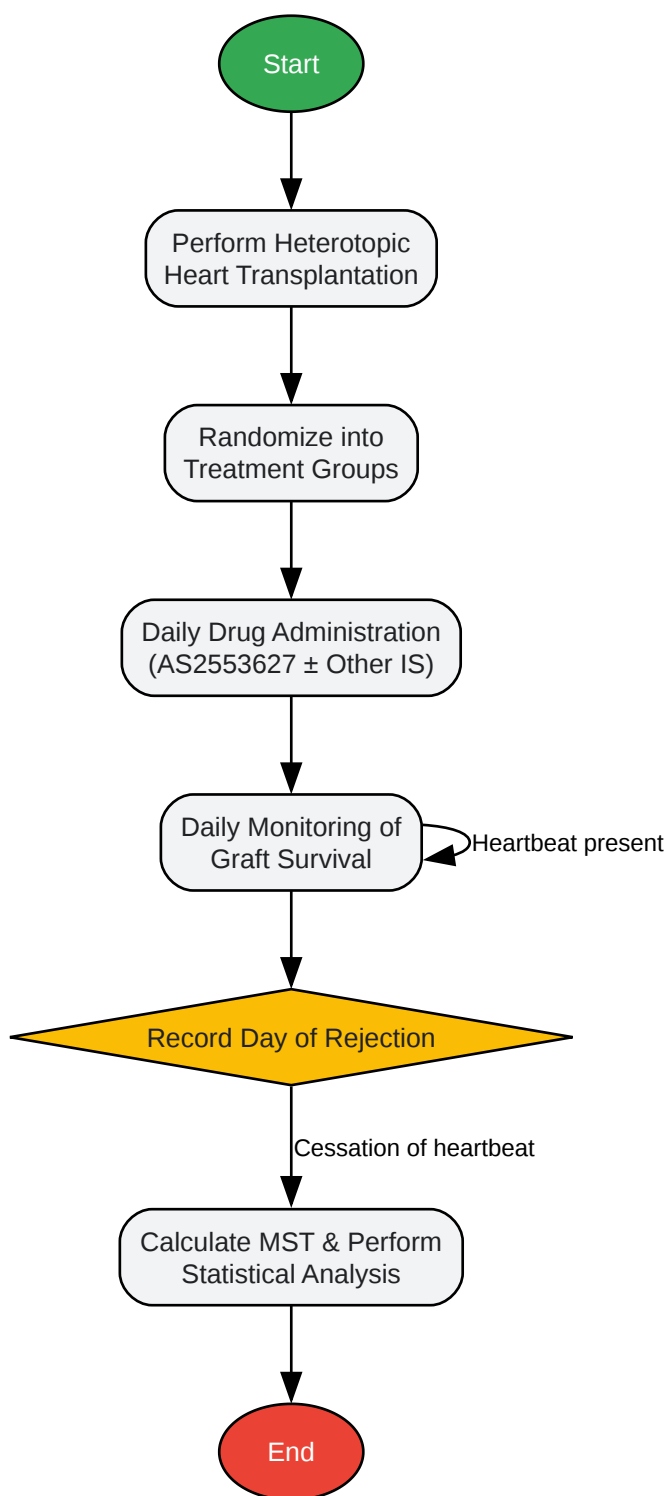 Start
Perform Heterotopic
Heart Transplantation
Randomize into
Treatment Groups
Daily Drug Administration
(AS2553627 ± Other IS)
Daily Monitoring of
Graft Survival
Heartbeat present
Record Day of Rejection
Cessation of heartbeat
Calculate MST & Perform
Statistical Analysis
End